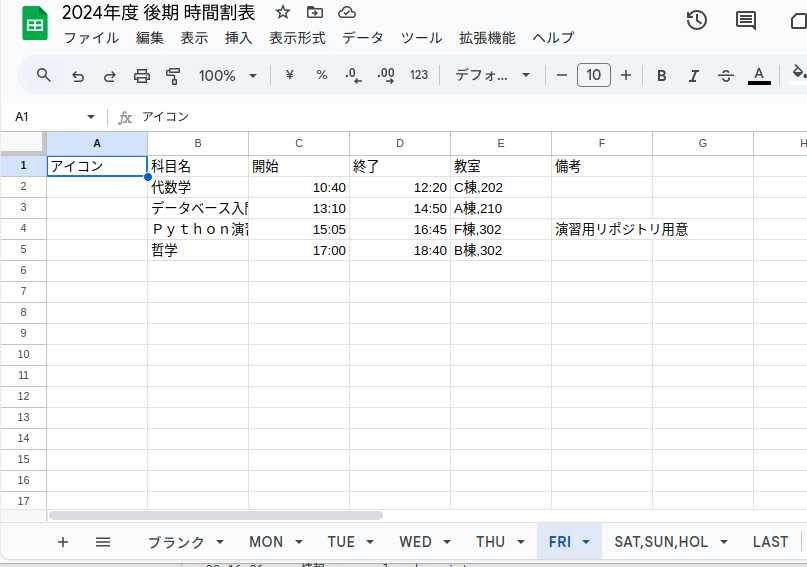 2024年度 後期 時間割表
ファイル 編集 表示 挿入 表示形式 データ ツール 拡張機能 ヘルプ
100% ¥ % .0 .00 123 デフォ... 10 B I A
A1 fx アイコン
A B C D E F G H
1 アイコン 科目名 開始 終了 教室 備考
2 代数学 10:40 12:20 C棟,202
3 データベース入 13:10 14:50 A棟,210
4 Ｐｙｔｈｏｎ演 15:05 16:45 F棟,302 演習用リポジトリ用意
5 哲学 17:00 18:40 B棟,302
6
7
8
9
10
11
12
13
14
15
16
17
ブランク MON TUE WED THU FRI SAT,SUN,HOL LAST